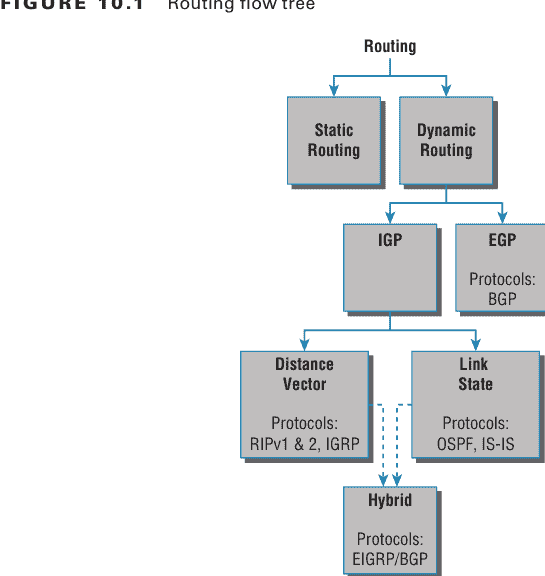 FIGURE 10.1 Routing flow tree
Routing
Static
Routing
Dynamic
Routing
IGP
EGP
Protocols:
BGP
Distance
Vector
Protocols:
RIPv1 & 2, IGRP
Link
State
Protocols:
OSPF, IS-IS
Hybrid
Protocols:
EIGRP/BGP